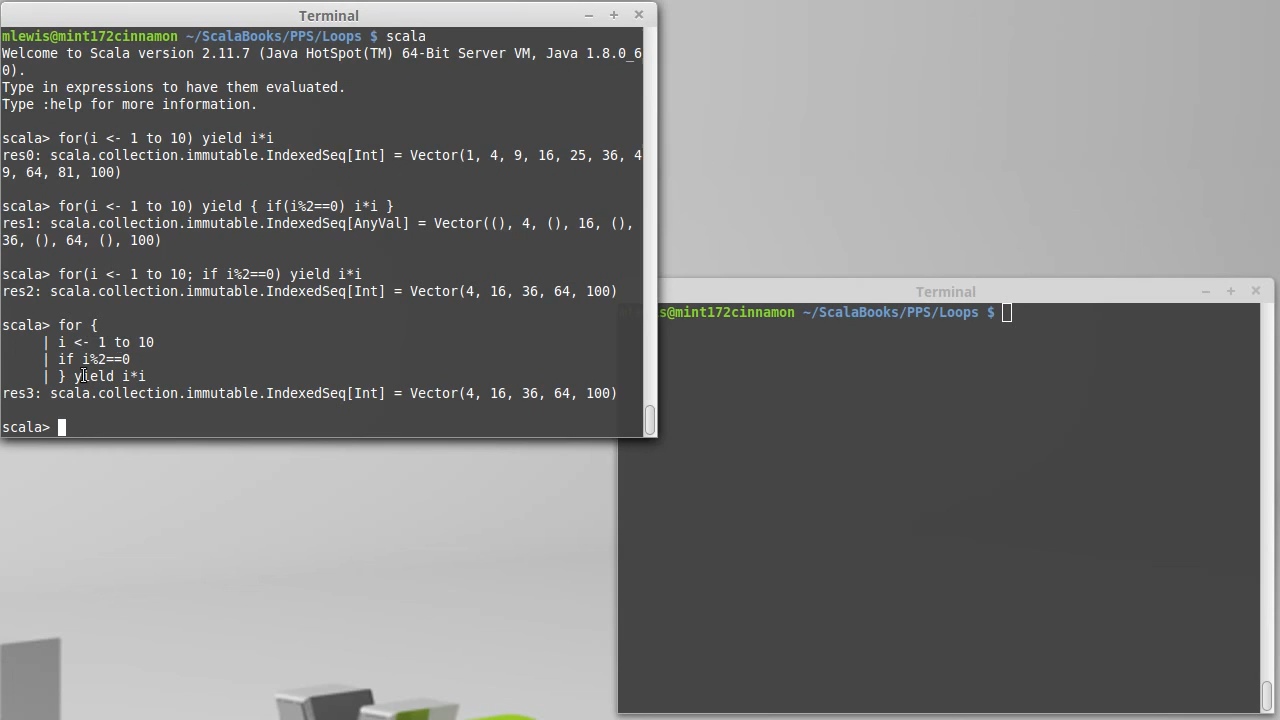 Terminal
mlewis@mint172cinnamon ~/ScalaBooks/PPS/Loops $ scala
Welcome to Scala version 2.11.7 (Java HotSpot(TM) 64-Bit Server VM, Java 1.8.0_6
0).
Type in expressions to have them evaluated.
Type :help for more information.
scala> for(i <- 1 to 10) yield i*i
res0: scala.collection.immutable.IndexedSeq[Int] = Vector(1, 4, 9, 16, 25, 36, 4
9, 64, 81, 100)
scala> for(i <- 1 to 10) yield { if(i%2==0) i*i }
res1: scala.collection.immutable.IndexedSeq[AnyVal] = Vector((), 4, (), 16, (),
36, (), 64, (), 100)
scala> for(i <- 1 to 10; if i%2==0) yield i*i
res2: scala.collection.immutable.IndexedSeq[Int] = Vector(4, 16, 36, 64, 100)
scala> for {
| i <- 1 to 10
| if i%2==0
| } yield i*i
res3: scala.collection.immutable.IndexedSeq[Int] = Vector(4, 16, 36, 64, 100)
scala>
Terminal
s@mint172cinnamon ~/ScalaBooks/PPS/Loops $